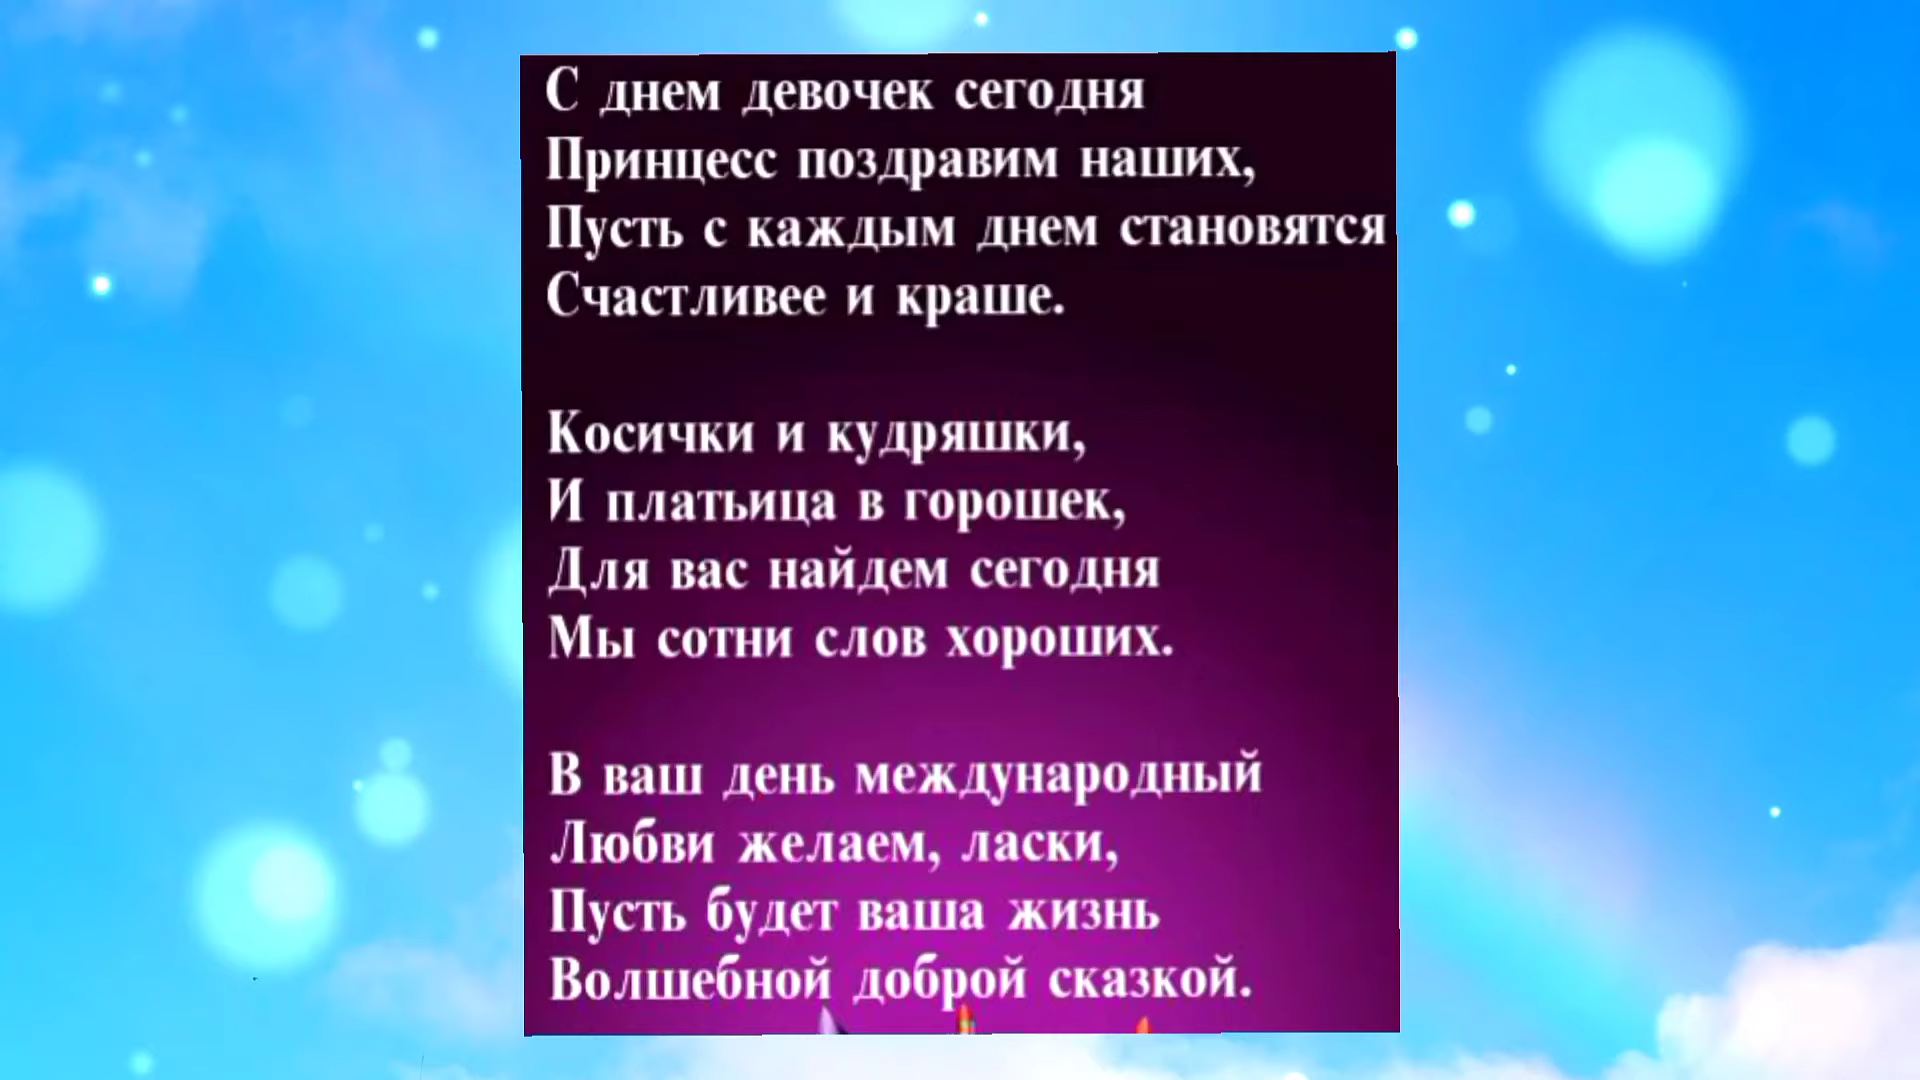 С днем девочек сегодня
Принцесс поздравим наших,
Пусть с каждым днем становятся
Счастливее и краше.
Косички и кудряшки,
И платьица в горошек,
Для вас найдем сегодня
Мы сотни слов хороших.
В ваш день международный
Любви желаем, ласки,
Пусть будет ваша жизнь
Волшебной доброй сказкой.